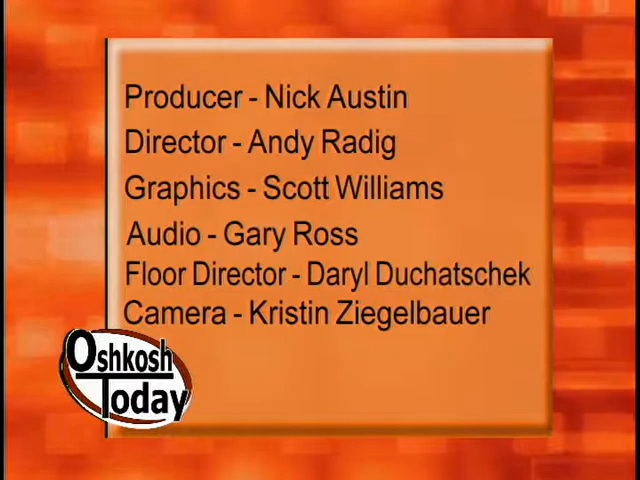 Producer - Nick Austin
Director - Andy Radig
Graphics - Scott Williams
Audio - Gary Ross
Floor Director - Daryl Duchatschek
Camera - Kristin Ziegelbauer
Oshkosh
Today